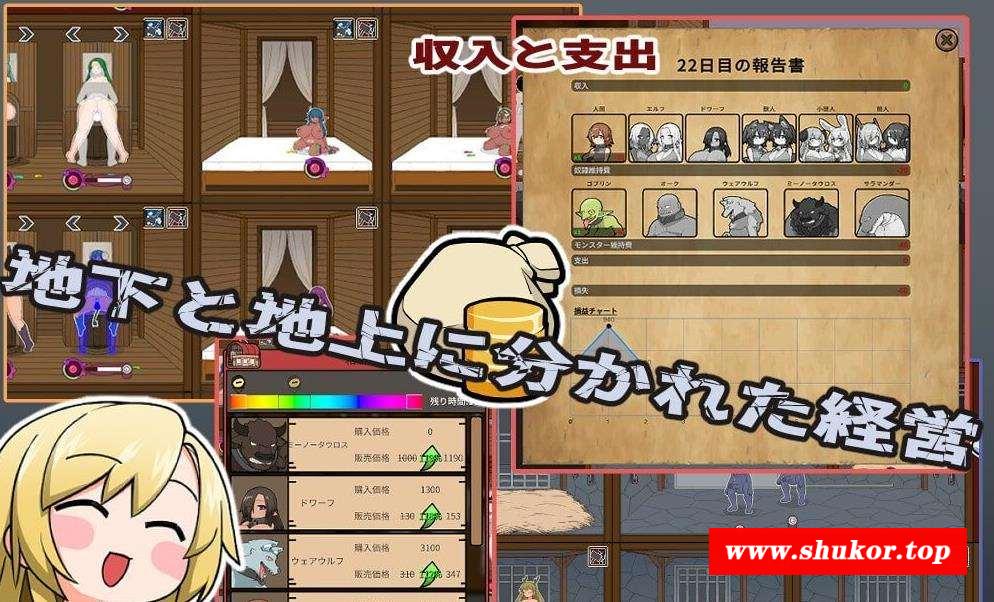 収入と支出
22日目の報告書
収入
0
人間
エルフ
ドワーフ
獣人
小獣人
奴隷維持費
ゴブリン
オーク
ウェアウルフ
ミーノータウロス
サラマンダー
モンスター維持費
支出
0
損失
損益チャート
940
地下と地上に分かれた経営
残り時間
購入価格 0
ミーノータウロス
販売価格 1000 119% 1190
購入価格 1300
ドワーフ
販売価格 130 118% 153
購入価格 3100
ウェアウルフ
販売価格 310 112% 347
www.shukor.top